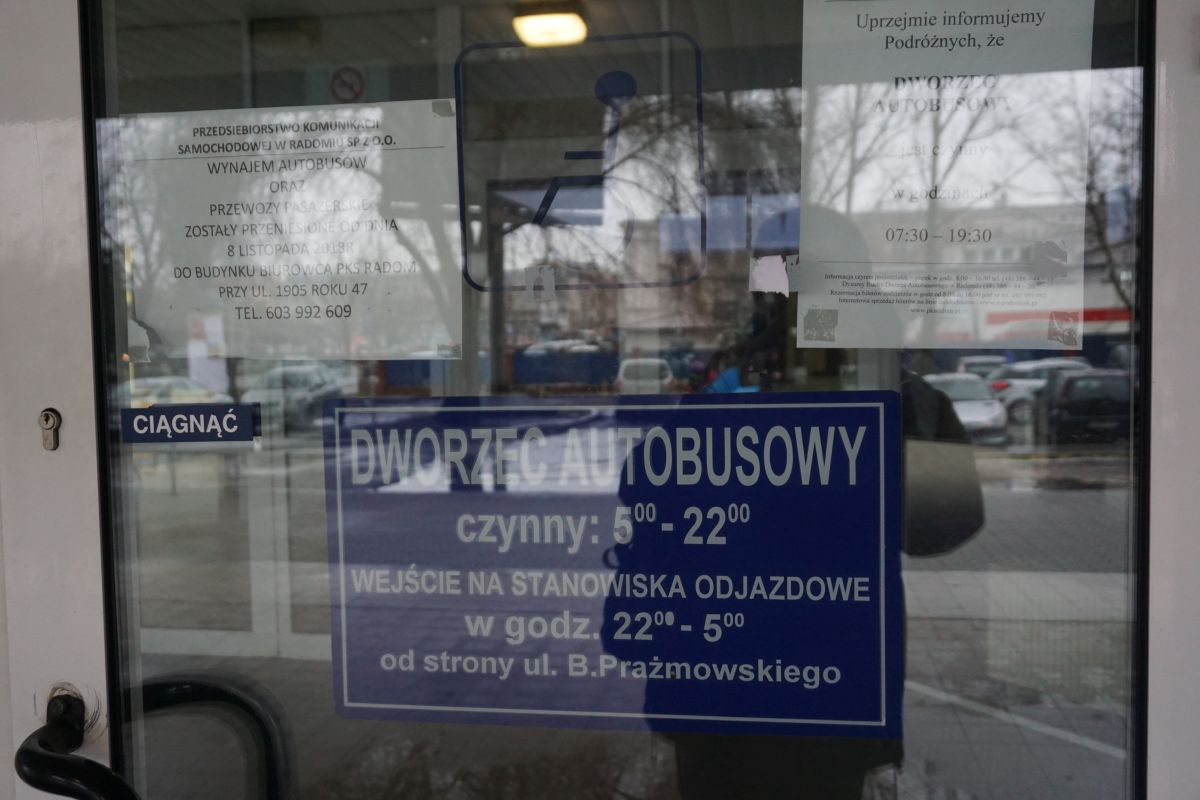 PRZEDSIĘBIORSTWO KOMUNIKACJI
SAMOCHODOWEJ W RADOMIU SP Z O.O.
WYNAJEM AUTOBUSÓW
ORAZ
PRZEWOZY PASAŻERSKIE
ZOSTAŁY PRZENIESIONE OD DNIA
8 LISTOPADA 2018R
DO BUDYNKU BIUROWCA PKS RADOM
PRZY UL. 1905 ROKU 47
TEL. 603 992 609
Uprzejmie informujemy
Podróżnych, że
DWORZEC
AUTOBUSOWY
jest czynny
w godzinach
07:30 – 19:30
CIĄGNĄĆ
DWORZEC AUTOBUSOWY
czynny: 5⁰⁰ - 22⁰⁰
WEJŚCIE NA STANOWISKA ODJAZDOWE
w godz. 22⁰⁰ - 5⁰⁰
od strony ul. B.Prażmowskiego